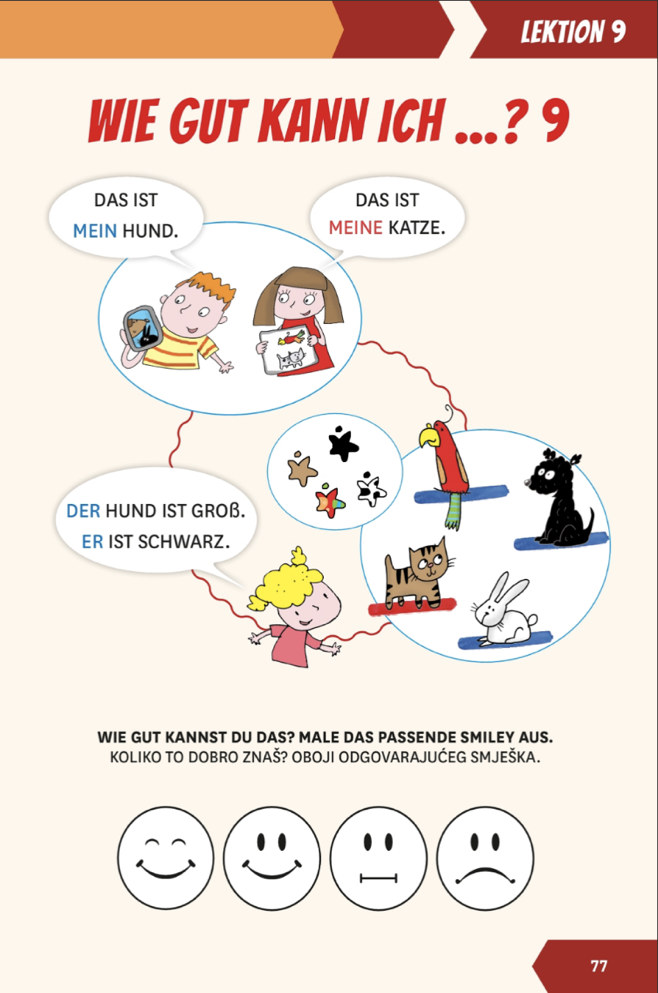 LEKTION 9
WIE GUT KANN ICH ...? 9
DAS IST
MEIN HUND.
DAS IST
MEINE KATZE.
DER HUND IST GROß.
ER IST SCHWARZ.
WIE GUT KANNST DU DAS? MALE DAS PASSENDE SMILEY AUS.
KOLIKO TO DOBRO ZNAŠ? OBOJI ODGOVARAJUĆEG SMJEŠKA.
77